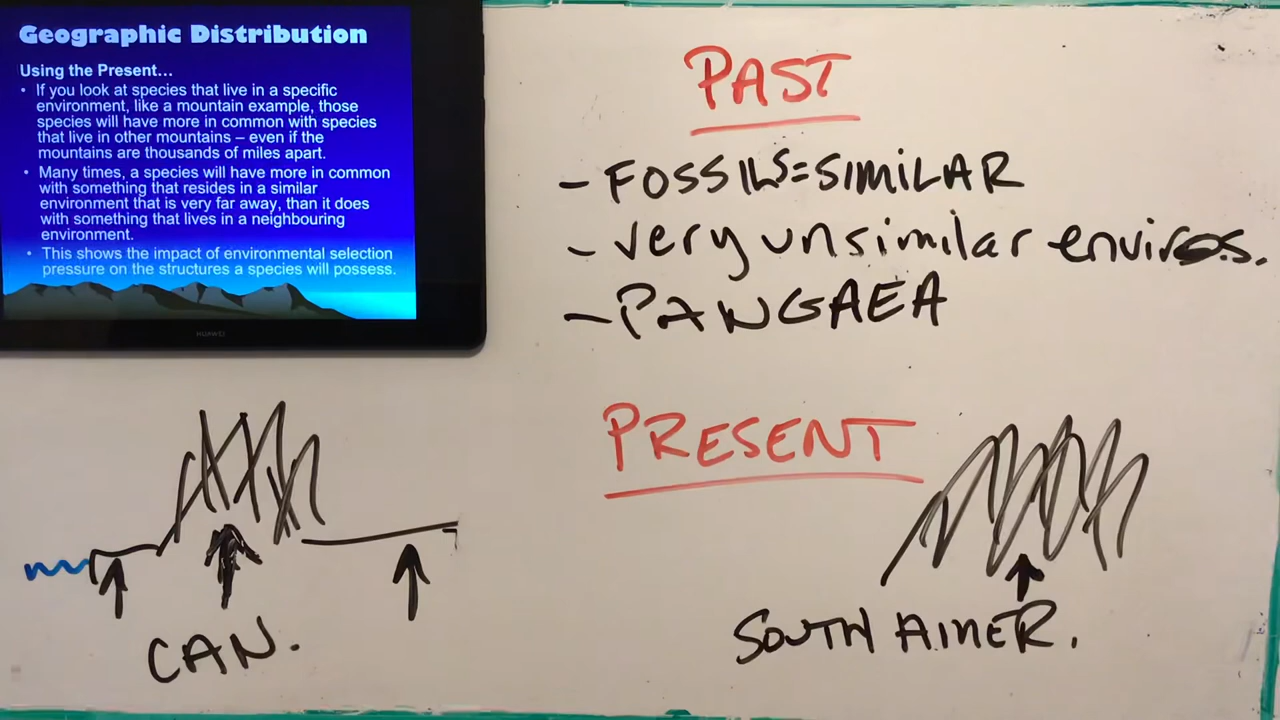 Geographic Distribution
Using the Present...
• If you look at species that live in a specific
environment, like a mountain example, those
species will have more in common with species
that live in other mountains – even if the
mountains are thousands of miles apart.
• Many times, a species will have more in common
with something that resides in a similar
environment that is very far away, than it does
with something that lives in a neighbouring
environment.
• This shows the impact of environmental selection
pressure on the structures a species will possess.
HUAWEI
PAST
- FOSSILS=SIMILAR
- very unsimilar enviros.
- PANGAEA
PRESENT
CAN.
SOUTH AMER.